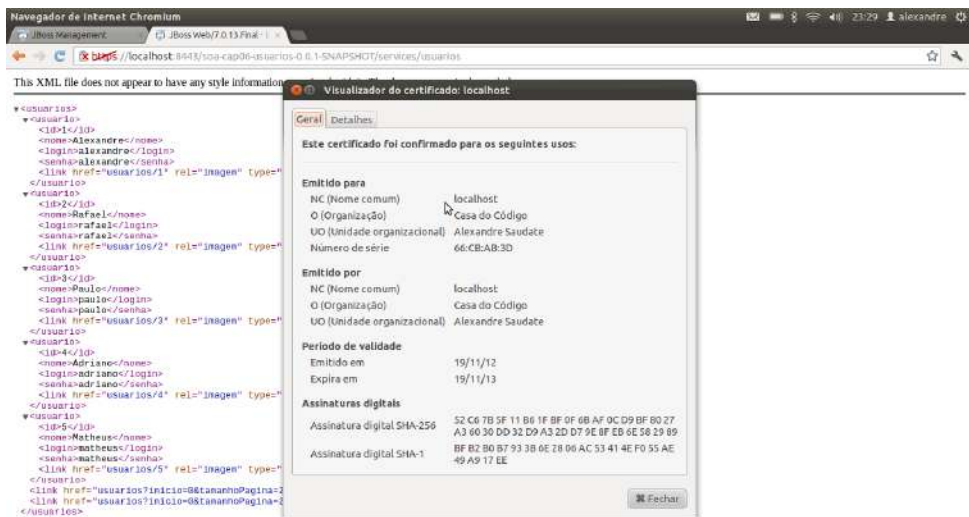 Navegador de Internet Chromium
23:29 alexandre
JBoss Management
JBoss Web/7.0.13.Final - 
https://localhost:8443/soa-cap06-usuarios-0.0.1-SNAPSHOT/services/usuarios
This XML file does not appear to have any style information
<usuarios>
<usuario>
<id>1</id>
<nome>Alexandre</nome>
<login>alexandre</login>
<senha>alexandre</senha>
<link href="usuarios/1" rel="imagem" type="
</usuario>
<usuario>
<id>2</id>
<nome>Rafael</nome>
<login>rafael</login>
<senha>rafael</senha>
<link href="usuarios/2" rel="imagem" type="
</usuario>
<usuario>
<id>3</id>
<nome>Paulo</nome>
<login>paulo</login>
<senha>paulo</senha>
<link href="usuarios/3" rel="imagem" type="
</usuario>
<usuario>
<id>4</id>
<nome>Adriano</nome>
<login>adriano</login>
<senha>adriano</senha>
<link href="usuarios/4" rel="imagem" type="
</usuario>
<usuario>
<id>5</id>
<nome>Matheus</nome>
<login>matheus</login>
<senha>matheus</senha>
<link href="usuarios/5" rel="imagem" type="
</usuario>
<link href="usuarios?inicio=0&tamanhoPagina=2
<link href="usuarios?inicio=0&tamanhoPagina=2
</usuarios>
Visualizador do certificado: localhost
Geral Detalhes
Este certificado foi confirmado para os seguintes usos:
Emitido para
NC (Nome comum) localhost
O (Organização) Casa do Código
UO (Unidade organizacional) Alexandre Saudate
Número de série 66:CB:AB:3D
Emitido por
NC (Nome comum) localhost
O (Organização) Casa do Código
UO (Unidade organizacional) Alexandre Saudate
Período de validade
Emitido em 19/11/12
Expira em 19/11/13
Assinaturas digitais
Assinatura digital SHA-256 52 C6 7B 5F 11 B6 1F BF 0F 6B AF 0C D9 BF 80 27
A3 60 30 DD 32 D9 A3 2D D7 9E 8F EB 6E 58 29 89
Assinatura digital SHA-1 BF B2 B0 B7 93 3B 6E 28 06 AC 53 41 4E F0 55 AE
49 A9 17 EE
Fechar